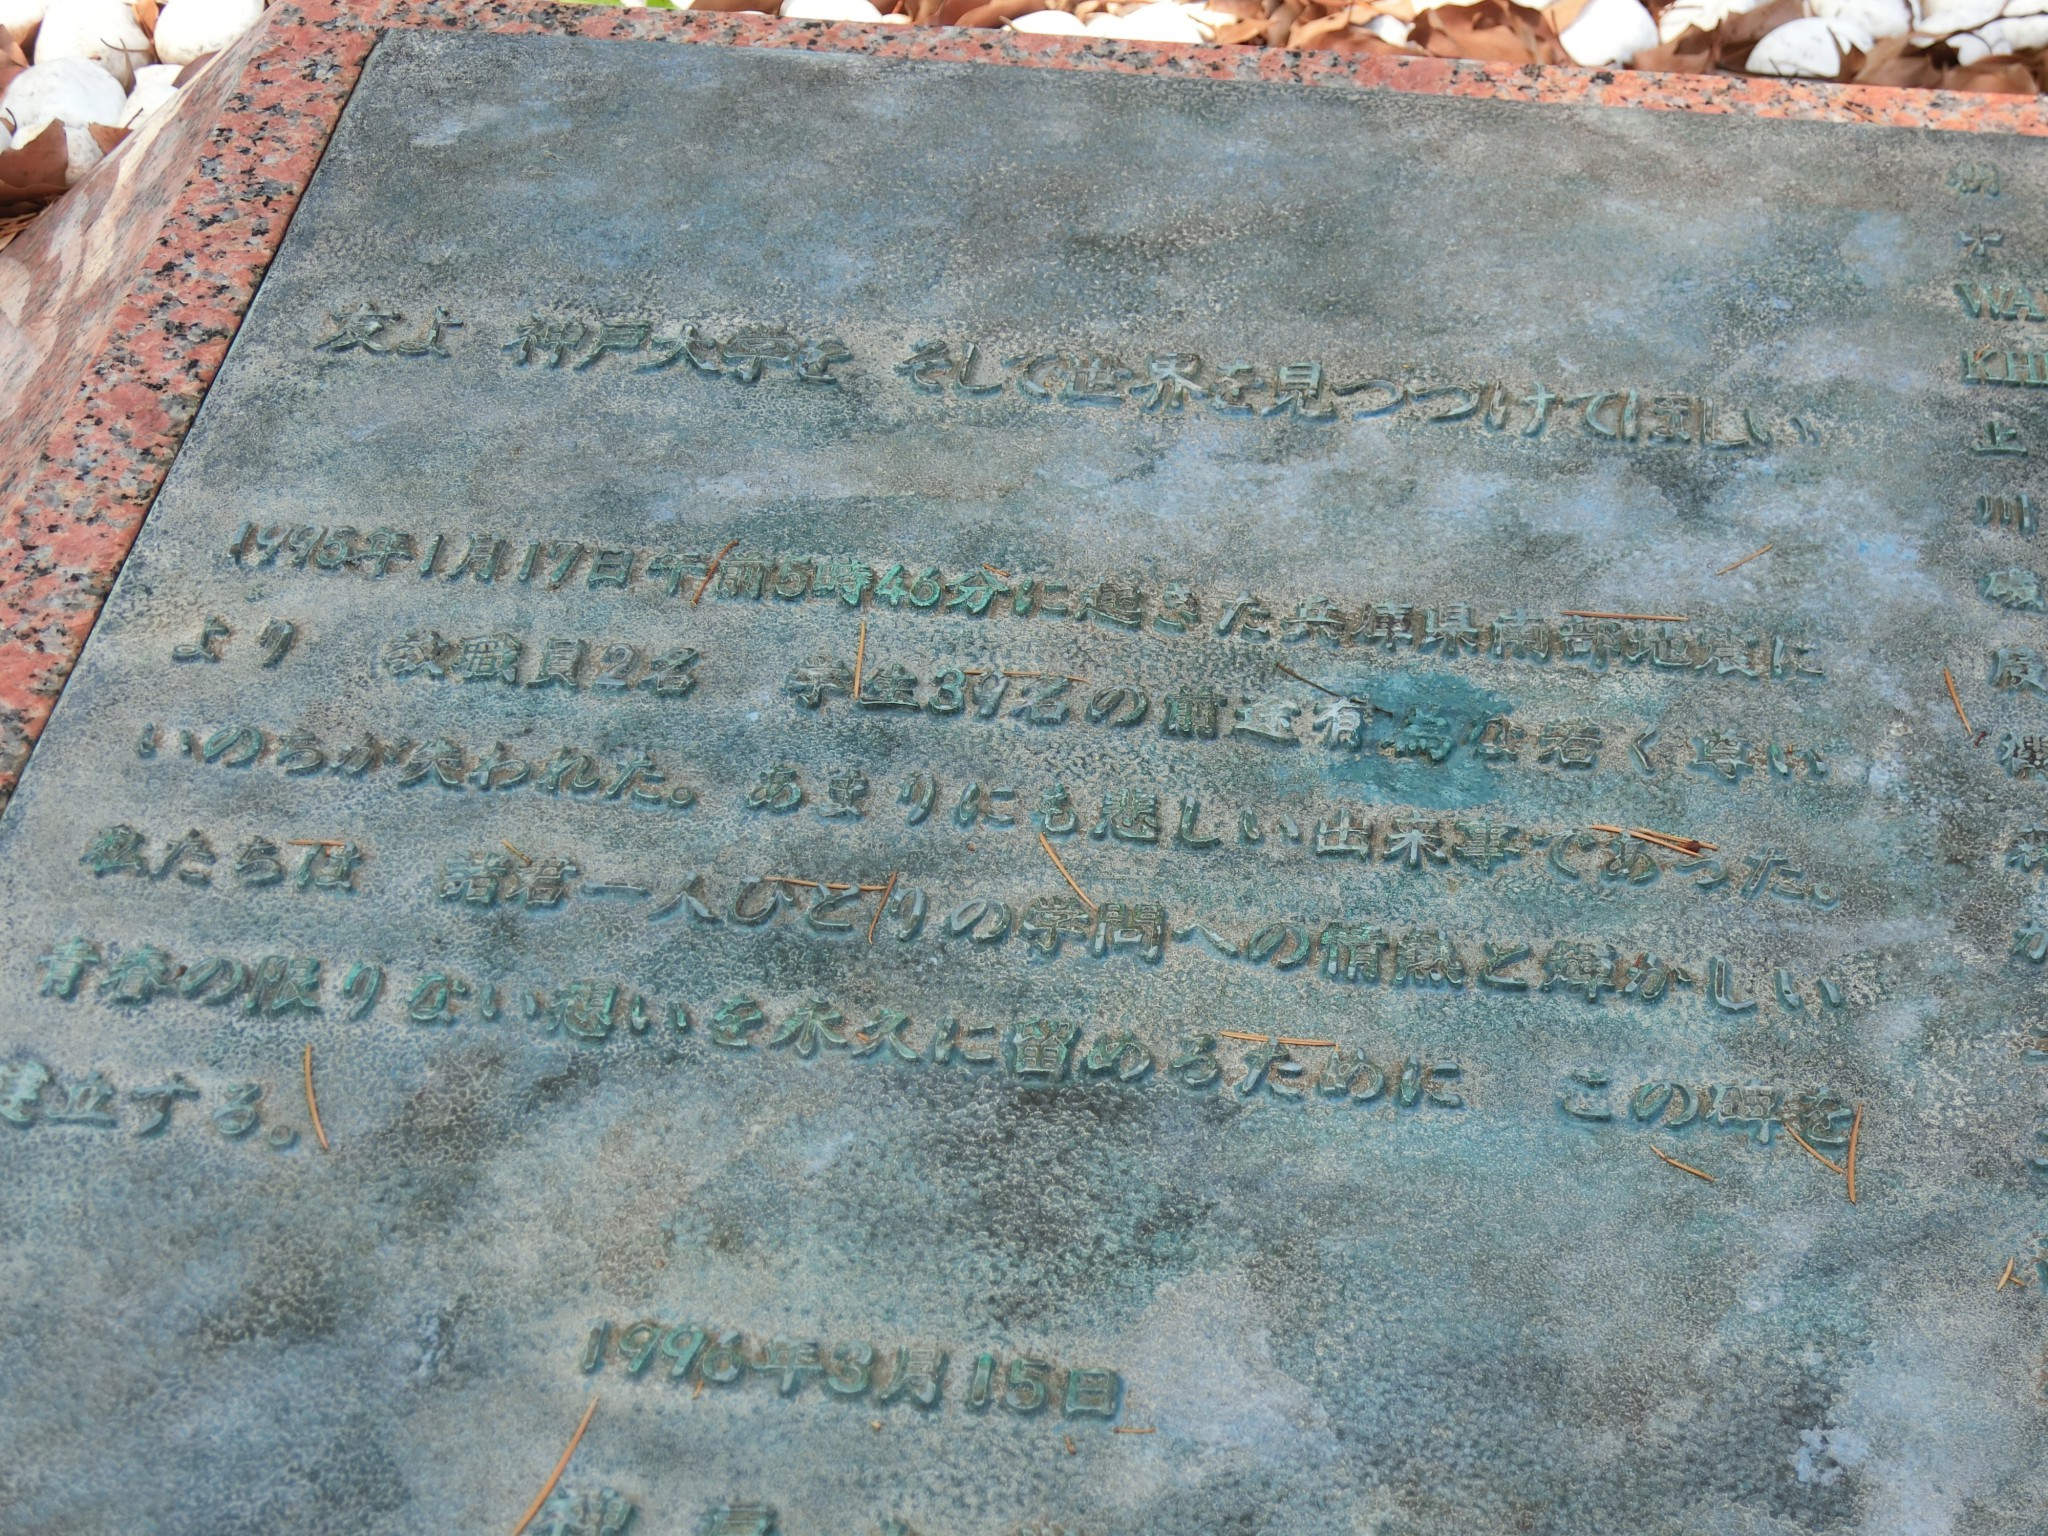 友よ 神戸大学を そして世界を見つづけてほしい
1995年1月17日午前5時46分に起きた兵庫県南部地震に
より 教職員2名 学生39名の前途有為な若く尊い
いのちが失われた。あまりにも悲しい出来事であった。
私たちは 諸君一人ひとりの学問への情熱と輝かしい
青春の限りない想いを永久に留めるために この碑を
建立する。
1996年3月15日
神
WA
KH
上
川